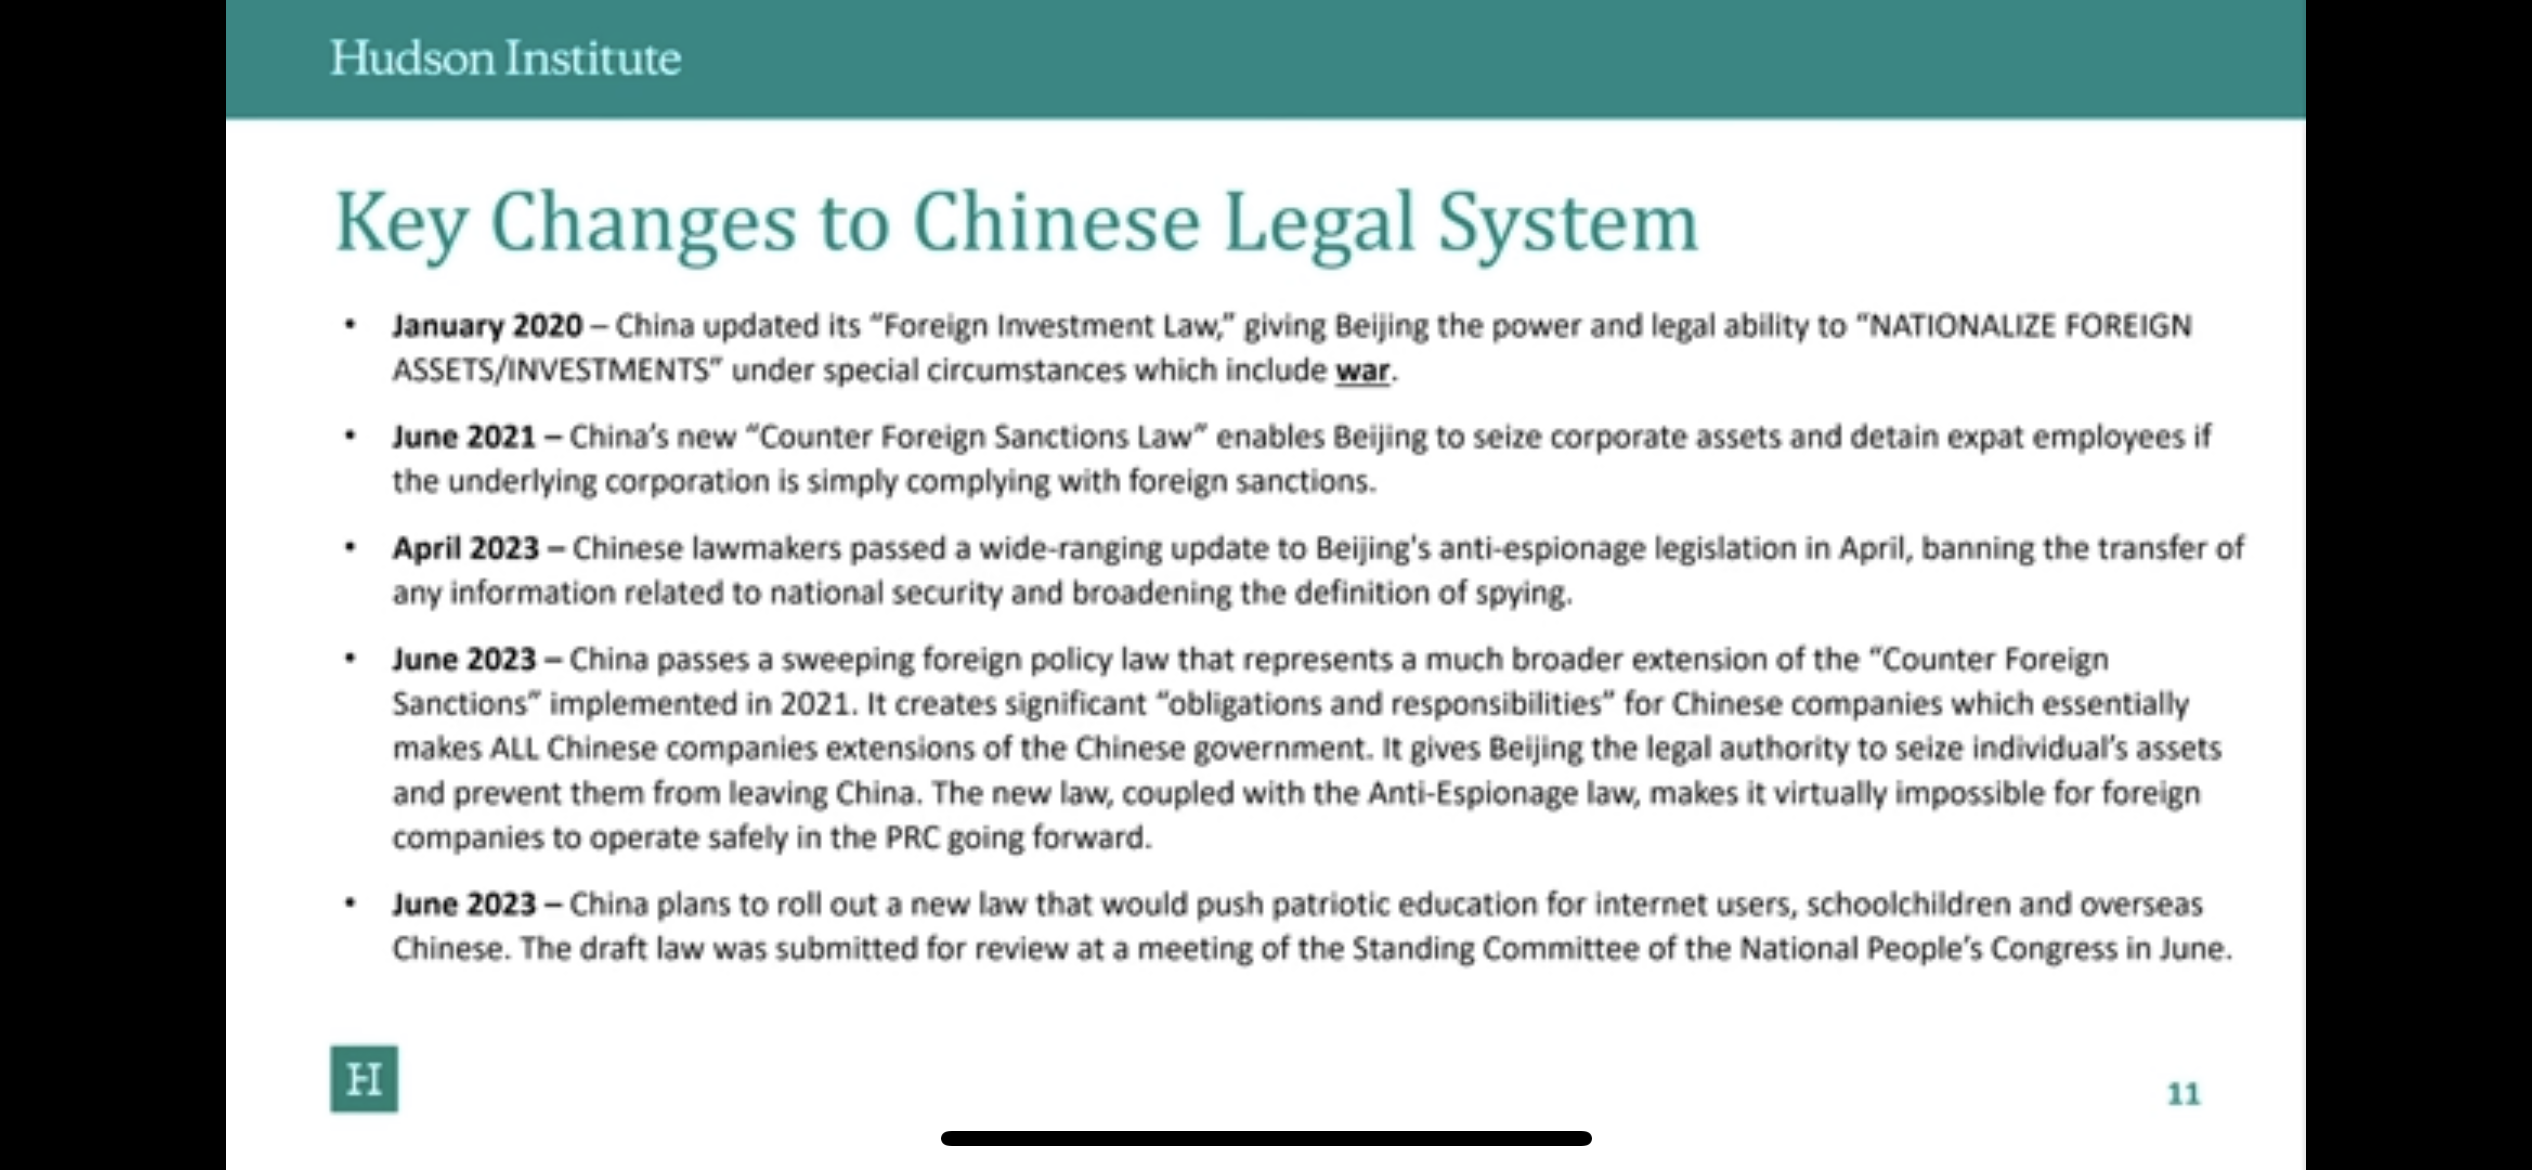 Hudson Institute
Key Changes to Chinese Legal System
• January 2020 – China updated its “Foreign Investment Law,” giving Beijing the power and legal ability to “NATIONALIZE FOREIGN
ASSETS/INVESTMENTS” under special circumstances which include war.
• June 2021 – China’s new “Counter Foreign Sanctions Law” enables Beijing to seize corporate assets and detain expat employees if
the underlying corporation is simply complying with foreign sanctions.
• April 2023 – Chinese lawmakers passed a wide-ranging update to Beijing's anti-espionage legislation in April, banning the transfer of
any information related to national security and broadening the definition of spying.
• June 2023 – China passes a sweeping foreign policy law that represents a much broader extension of the “Counter Foreign
Sanctions” implemented in 2021. It creates significant “obligations and responsibilities” for Chinese companies which essentially
makes ALL Chinese companies extensions of the Chinese government. It gives Beijing the legal authority to seize individual’s assets
and prevent them from leaving China. The new law, coupled with the Anti-Espionage law, makes it virtually impossible for foreign
companies to operate safely in the PRC going forward.
• June 2023 – China plans to roll out a new law that would push patriotic education for internet users, schoolchildren and overseas
Chinese. The draft law was submitted for review at a meeting of the Standing Committee of the National People’s Congress in June.
H
11